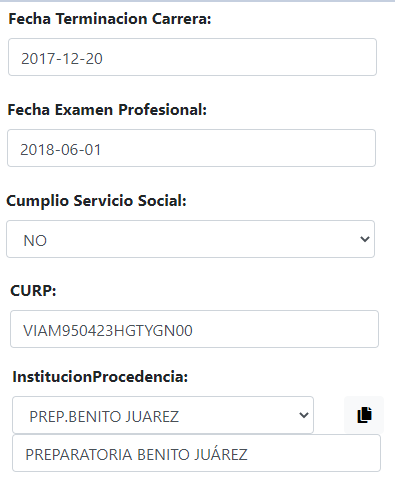 Fecha Terminacion Carrera:
2017-12-20
Fecha Examen Profesional:
2018-06-01
Cumplio Servicio Social:
NO
CURP:
VIAM950423HGTYGN00
InstitucionProcedencia:
PREP.BENITO JUAREZ
PREPARATORIA BENITO JUÁREZ